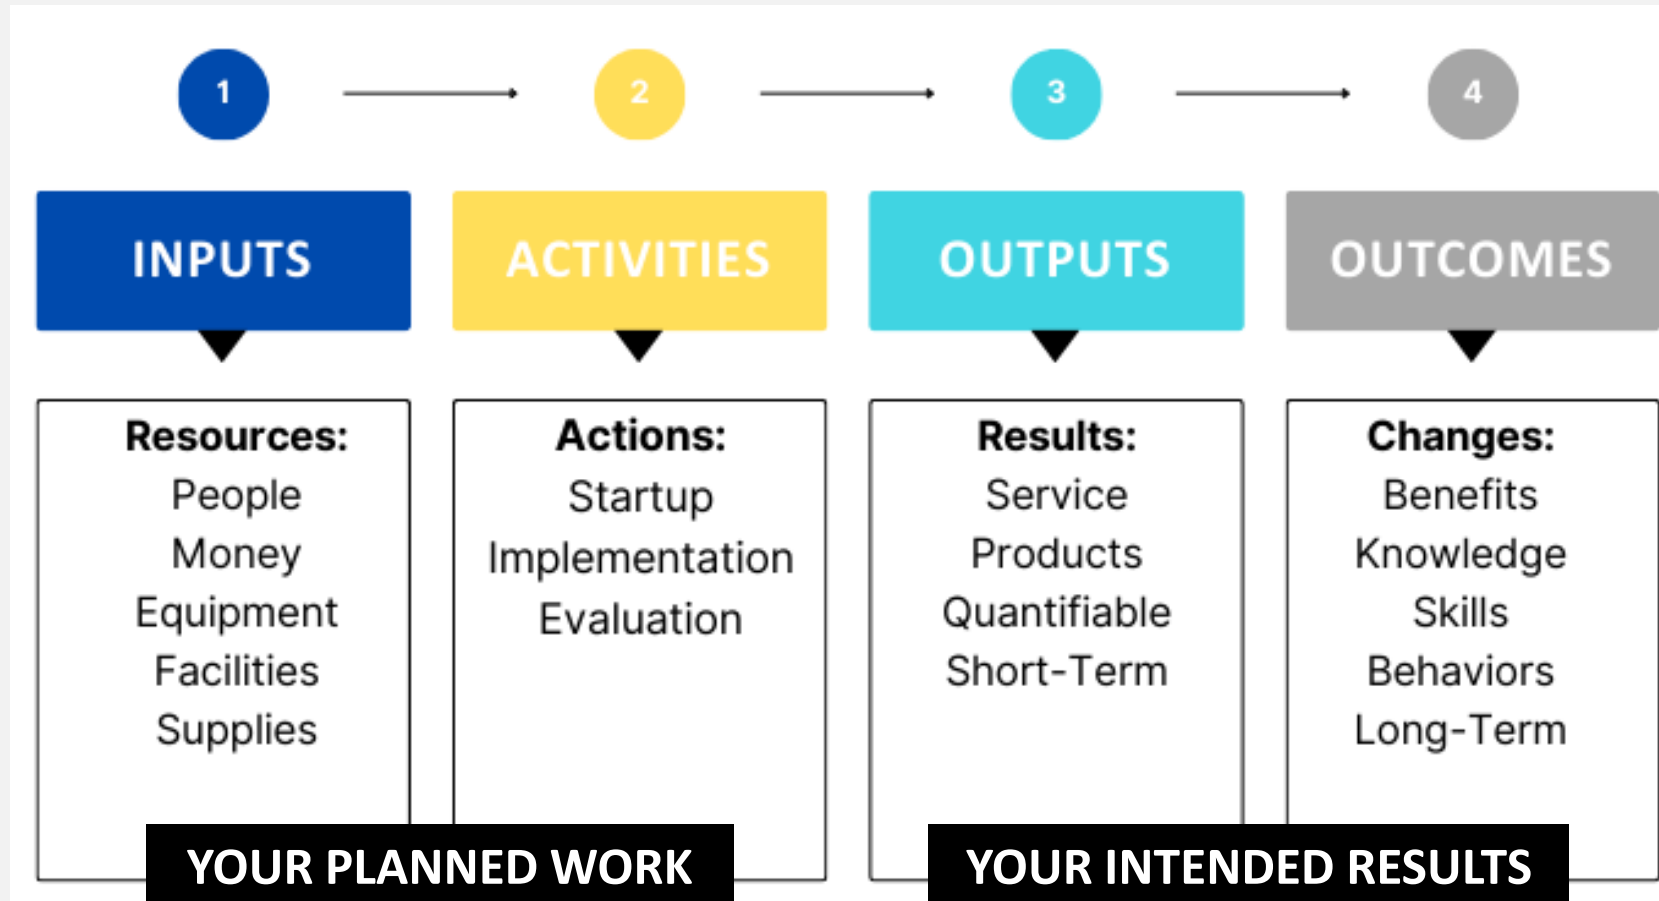 1
2
3
4
INPUTS
ACTIVITIES
OUTPUTS
OUTCOMES
Resources:
People
Money
Equipment
Facilities
Supplies
Actions:
Startup
Implementation
Evaluation
Results:
Service
Products
Quantifiable
Short-Term
Changes:
Benefits
Knowledge
Skills
Behaviors
Long-Term
YOUR PLANNED WORK
YOUR INTENDED RESULTS